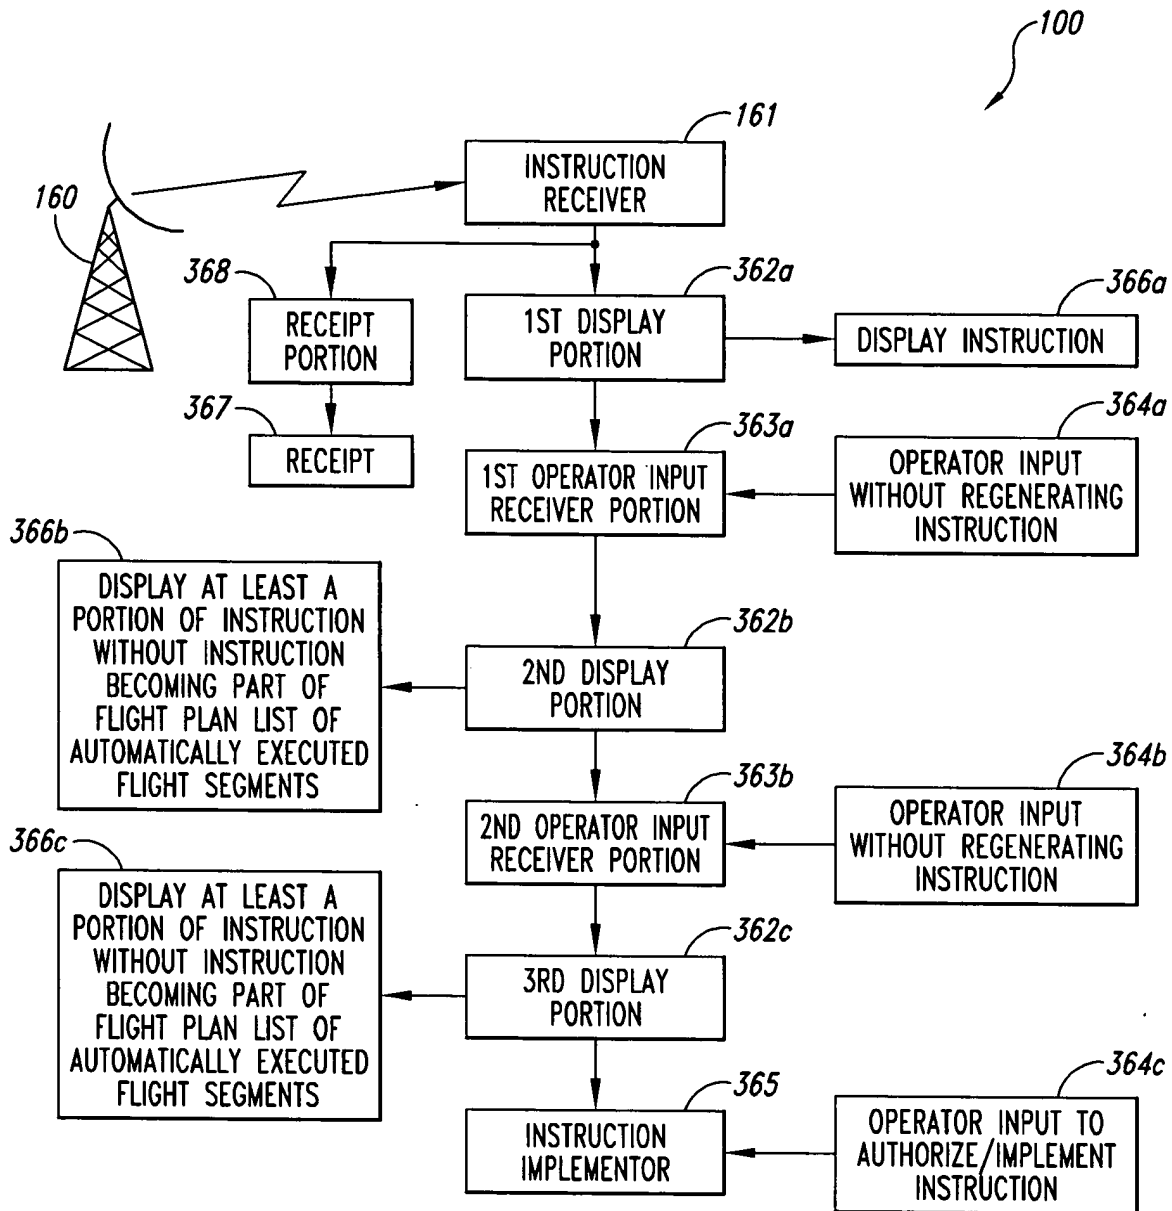 100
161
INSTRUCTION
RECEIVER
160
368
RECEIPT
PORTION
362a
1ST DISPLAY
PORTION
366a
DISPLAY INSTRUCTION
367
RECEIPT
363a
1ST OPERATOR INPUT
RECEIVER PORTION
364a
OPERATOR INPUT
WITHOUT REGENERATING
INSTRUCTION
366b
DISPLAY AT LEAST A
PORTION OF INSTRUCTION
WITHOUT INSTRUCTION
BECOMING PART OF
FLIGHT PLAN LIST OF
AUTOMATICALLY EXECUTED
FLIGHT SEGMENTS
362b
2ND DISPLAY
PORTION
363b
2ND OPERATOR INPUT
RECEIVER PORTION
364b
OPERATOR INPUT
WITHOUT REGENERATING
INSTRUCTION
366c
DISPLAY AT LEAST A
PORTION OF INSTRUCTION
WITHOUT INSTRUCTION
BECOMING PART OF
FLIGHT PLAN LIST OF
AUTOMATICALLY EXECUTED
FLIGHT SEGMENTS
362c
3RD DISPLAY
PORTION
365
INSTRUCTION
IMPLEMENTOR
364c
OPERATOR INPUT TO
AUTHORIZE/IMPLEMENT
INSTRUCTION